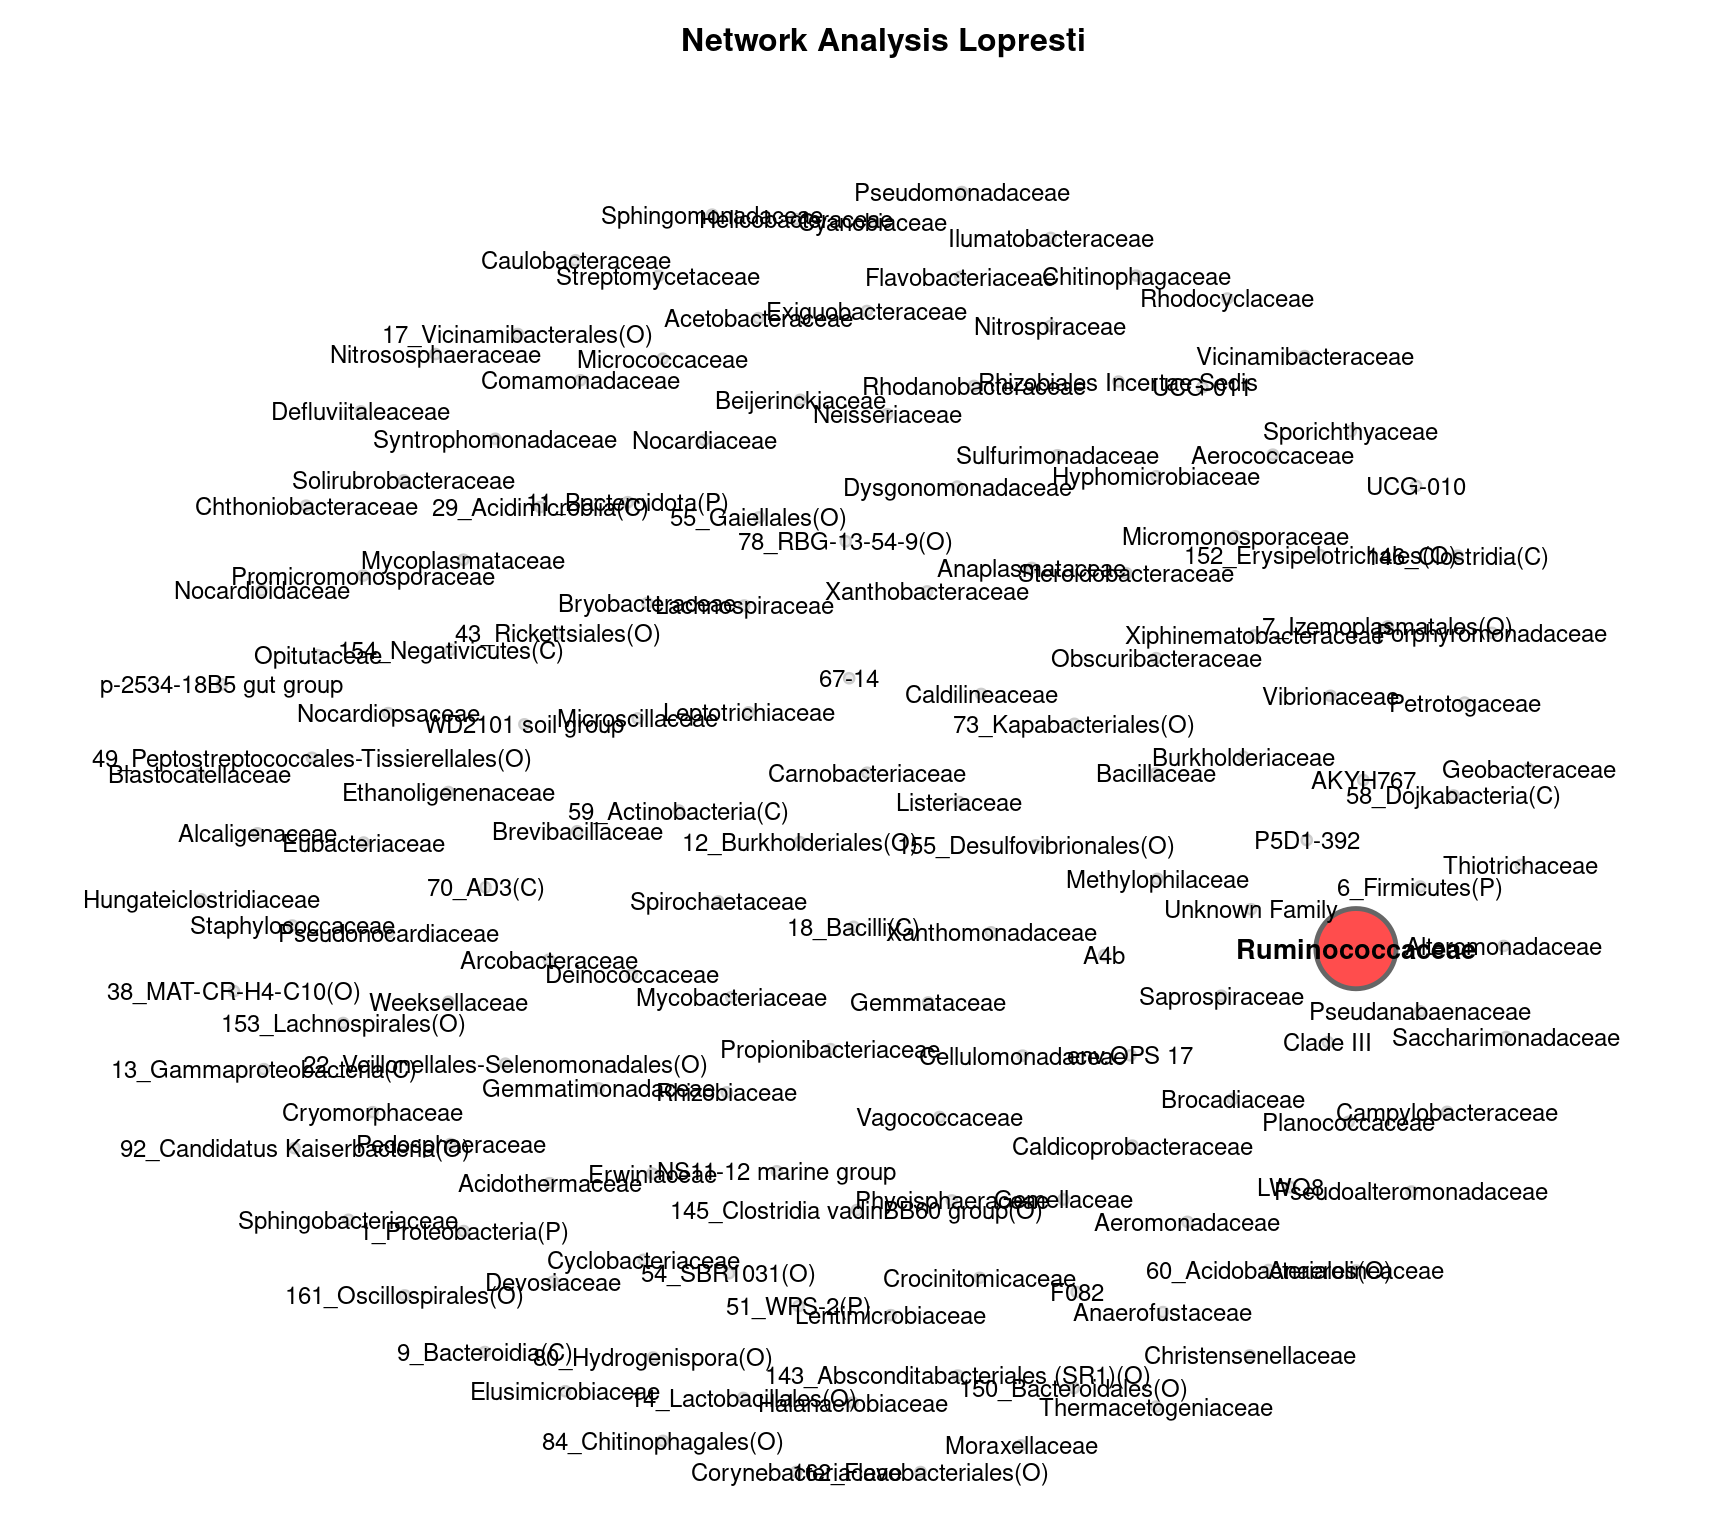 Network Analysis Lopresti
Pseudomonadaceae
Sphingomonadaceae
Helicobacteraceae
Cyanobiaceae
Ilumatobacteraceae
Caulobacteraceae
Streptomycetaceae
Flavobacteriaceae
Chitinophagaceae
Rhodocyclaceae
Acetobacteraceae
Exiguobacteraceae
Nitrospiraceae
17_Vicinamibacterales(O)
Nitrososphaeraceae
Micrococcaceae
Vicinamibacteraceae
Comamonadaceae
Rhodanobacteraceae
Rhizobiales Incertae Sedis
UCG-011
Beijerinckiaceae
Neisseriaceae
Defluviitaleaceae
Syntrophomonadaceae
Nocardiaceae
Sporichthyaceae
Sulfurimonadaceae
Aerococcaceae
Solirubrobacteraceae
Hyphomicrobiaceae
Dysgonomonadaceae
UCG-010
Chthoniobacteraceae
29_Acidimicrobiia(C)
11_Bacteroidota(P)
55_Gaiellales(O)
78_RBG-13-54-9(O)
Micromonosporaceae
152_Erysipelotrichales(O)
146_Clostridia(C)
Mycoplasmataceae
Anaplasmataceae
Steroidobacteraceae
Promicromonosporaceae
Nocardioidaceae
Xanthobacteraceae
Bryobacteraceae
Lachnospiraceae
43_Rickettsiales(O)
7_Izemoplasmatales(O)
Xiphinematobacteraceae
Porphyromonadaceae
Opitutaceae
154_Negativicutes(C)
Obscuribacteraceae
p-2534-18B5 gut group
67-14
Caldilineaceae
Vibrionaceae
Petrotogaceae
Nocardiopsaceae
WD2101 soil group
Microscillaceae
Leptotrichiaceae
73_Kapabacteriales(O)
49_Peptostreptococcales-Tissierellales(O)
Burkholderiaceae
Blastocatellaceae
Carnobacteriaceae
Bacillaceae
AKYH767
Geobacteraceae
Ethanoligenenaceae
58_Dojkabacteria(C)
59_Actinobacteria(C)
Listeriaceae
Alcaligenaceae
Eubacteriaceae
Brevibacillaceae
12_Burkholderiales(O)
155_Desulfovibrionales(O)
P5D1-392
Thiotrichaceae
70_AD3(C)
Methylophilaceae
6_Firmicutes(P)
Hungateiclostridiaceae
Spirochaetaceae
Unknown Family
Staphylococcaceae
Pseudonocardiaceae
18_Bacilli(C)
Xanthomonadaceae
Ruminococcaceae
Alteromonadaceae
Arcobacteraceae
A4b
Deinococcaceae
38_MAT-CR-H4-C10(O)
Weeksellaceae
Mycobacteriaceae
Gemmataceae
Saprospiraceae
Pseudanabaenaceae
153_Lachnospirales(O)
Clade III
Saccharimonadaceae
Propionibacteriaceae
Cellulomonadaceae
env.OPS 17
13_Gammaproteobacteria(C)
22_Veillonellales-Selenomonadales(O)
Gemmatimonadaceae
Rhizobiaceae
Brocadiaceae
Cryomorphaceae
Vagococcaceae
Campylobacteraceae
Planococcaceae
92_Candidatus Kaiserbacteria(O)
Pedosphaeraceae
Caldicoprobacteraceae
Erwiniaceae
NS11-12 marine group
Acidothermaceae
LWO8
Pseudoalteromonadaceae
Phycisphaeraceae
Gemellaceae
145_Clostridia vadinBB60 group(O)
Sphingobacteriaceae
1_Proteobacteria(P)
Aeromonadaceae
Cyclobacteriaceae
54_SBR1031(O)
Devosiaceae
Crocinitomicaceae
60_Acidobacteriales(O)
Anaerolineaceae
161_Oscillospirales(O)
F082
51_WPS-2(P)
Lentimicrobiaceae
Anaerofustaceae
9_Bacteroidia(C)
80_Hydrogenispora(O)
Christensenellaceae
143_Absconditabacteriales (SR1)(O)
150_Bacteroidales(O)
Elusimicrobiaceae
14_Lactobacillales(O)
Halanaerobiaceae
Thermacetogeniaceae
84_Chitinophagales(O)
Moraxellaceae
Corynebacteriaceae
162_Flavobacteriales(O)